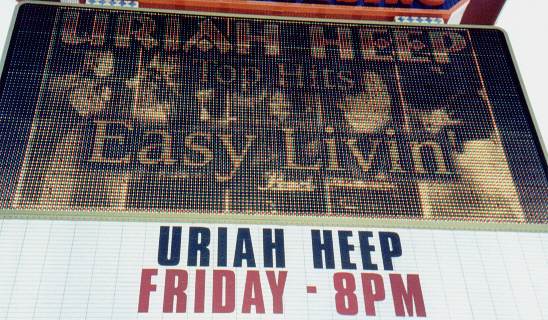 URIAH HEEP
Top Hits
Easy Livin'
URIAH HEEP
FRIDAY - 8PM